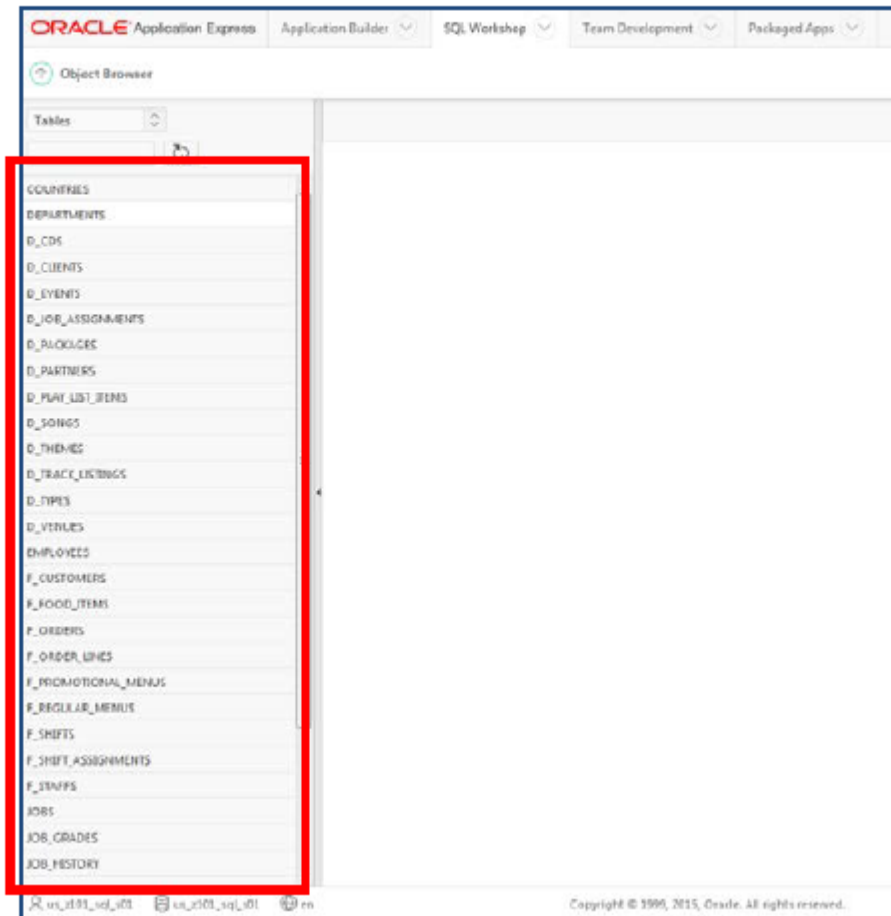 ORACLE Application Express Application Builder SQL Workshop Team Development Packaged Apps
Object Browser
Tables
COUNTRIES
DEPARTMENTS
D_CDS
D_CLIENTS
D_EVENTS
D_JOB_ASSIGNMENTS
D_PACKAGES
D_PARTNERS
D_PLAY_LIST_ITEMS
D_SONGS
D_THEMES
D_TRACK_LISTINGS
D_TYPES
D_VENUES
EMPLOYEES
F_CUSTOMERS
F_FOOD_ITEMS
F_ORDERS
F_ORDER_LINES
F_PROMOTIONAL_MENUS
F_REGULAR_MENUS
F_SHIFTS
F_SHIFT_ASSIGNMENTS
F_STAFFS
JOBS
JOB_GRADES
JOB_HISTORY
us_z101_sql_s01 us_z101_sql_s01 en Copyright © 1999, 2015, Oracle. All rights reserved.